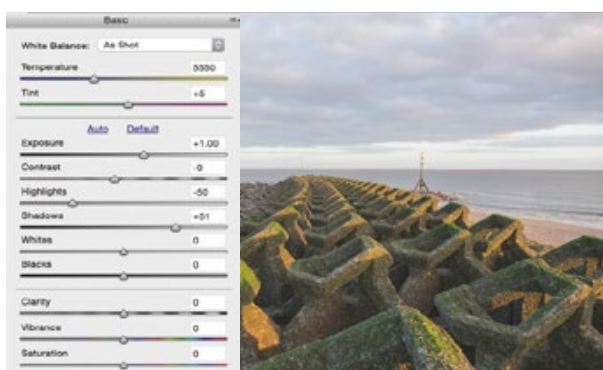 Basic
White Balance: As Shot
Temperature 5350
Tint +5
Auto Default
Exposure +1.00
Contrast -9
Highlights -50
Shadows +51
Whites 0
Blacks 0
Clarity 0
Vibrance 0
Saturation 0